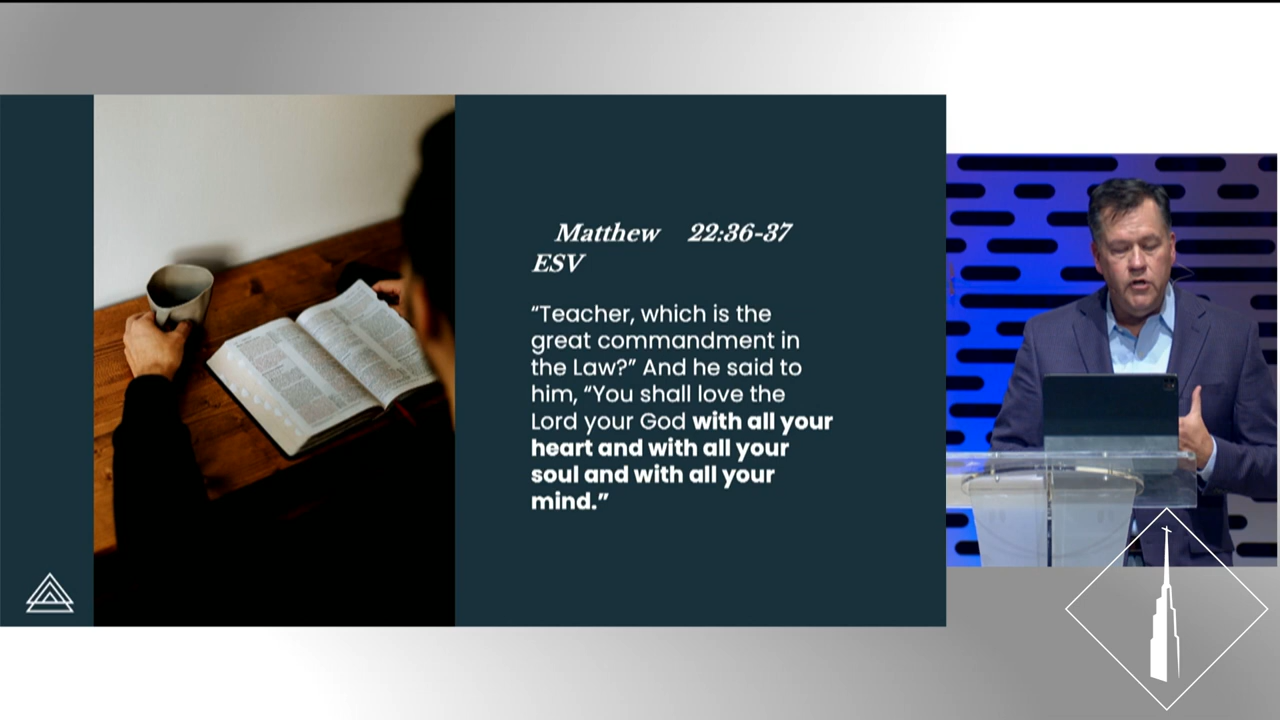 Matthew 22:36-37
ESV
“Teacher, which is the
great commandment in
the Law?” And he said to
him, “You shall love the
Lord your God with all your
heart and with all your
soul and with all your
mind.”